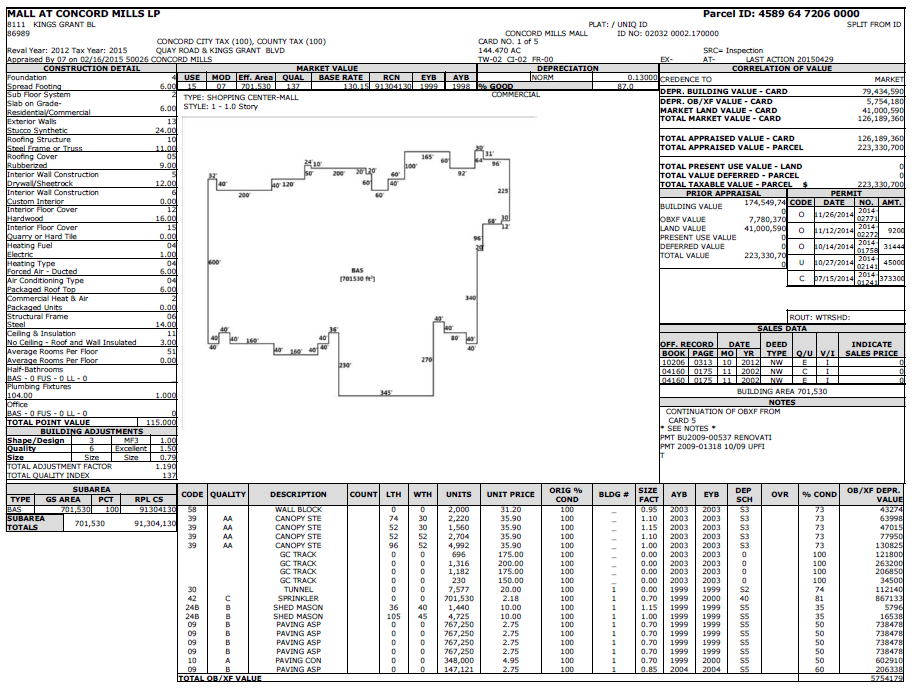 MALL AT CONCORD MILLS LP Parcel ID: 4589 64 7206 0000
8111 KINGS GRANT BL PLAT: / UNIQ ID SPLIT FROM ID
86989 CONCORD MILLS MALL ID NO: 02032 0002.170000
CONCORD CITY TAX (100), COUNTY TAX (100) CARD NO. 1 of 5
Reval Year: 2012 Tax Year: 2015 QUAY ROAD & KINGS GRANT BLVD 144.470 AC SRC= Inspection
Appraised By 07 on 02/16/2015 50026 CONCORD MILLS TW-02 CI-02 FR-00 EX- AT- LAST ACTION 20150429
CONSTRUCTION DETAIL
Foundation 4
Spread Footing 6.00
Sub Floor System 2
Slab on Grade-
Residential/Commercial 6.00
Exterior Walls 13
Stucco Synthetic 24.00
Roofing Structure 10
Steel Frame or Truss 11.00
Roofing Cover 05
Rubberized 9.00
Interior Wall Construction 5
Drywall/Sheetrock 12.00
Interior Wall Construction 6
Custom Interior 0.00
Interior Floor Cover 12
Hardwood 16.00
Interior Floor Cover 15
Quarry or Hard Tile 0.00
Heating Fuel 04
Electric 1.00
Heating Type 04
Forced Air - Ducted 6.00
Air Conditioning Type 04
Packaged Roof Top 6.00
Commercial Heat & Air 2
Packaged Units 0.00
Structural Frame 06
Steel 14.00
Ceiling & Insulation 11
No Ceiling - Roof and Wall Insulated 3.00
Average Rooms Per Floor 51
Average Rooms Per Floor 0.00
Half-Bathrooms
BAS - 0 FUS - 0 LL - 0
Plumbing Fixtures
104.00 1.000
Office
BAS - 0 FUS - 0 LL - 0 0
TOTAL POINT VALUE 115.000
BUILDING ADJUSTMENTS
Shape/Design 3 MF3 1.00
Quality 6 Excellent 1.50
Size Size Size 0.79
TOTAL ADJUSTMENT FACTOR 1.190
TOTAL QUALITY INDEX 137
MARKET VALUE
USE MOD Eff. Area QUAL BASE RATE RCN EYB AYB
15 07 701,530 137 130.15 91304130 1999 1998
TYPE: SHOPPING CENTER-MALL
STYLE: 1 - 1.0 Story
DEPRECIATION
NORM 0.13000
% GOOD 87.0
COMMERCIAL
32'
40'
200'
40'
120'
24'
10'
50'
200'
20'
20'
60'
40'
60'
100'
165'
60'
92'
30'
31'
64'
96'
225'
30'
12'
68'
96'
20'
340'
600'
BAS
[701530 ft²]
40'
40'
40'
40'
160'
40'
160'
40'
36'
40'
230'
345'
270'
40'
40'
80'
40'
40'
CORRELATION OF VALUE
CREDENCE TO MARKET
DEPR. BUILDING VALUE - CARD 79,434,590
DEPR. OB/XF VALUE - CARD 5,754,180
MARKET LAND VALUE - CARD 41,000,590
TOTAL MARKET VALUE - CARD 126,189,360
TOTAL APPRAISED VALUE - CARD 126,189,360
TOTAL APPRAISED VALUE - PARCEL 223,330,700
TOTAL PRESENT USE VALUE - LAND 0
TOTAL VALUE DEFERRED - PARCEL 0
TOTAL TAXABLE VALUE - PARCEL $ 223,330,700
PRIOR APPRAISAL
BUILDING VALUE 174,549,74
0
OBXF VALUE 7,780,370
LAND VALUE 41,000,590
PRESENT USE VALUE 0
DEFERRED VALUE 0
TOTAL VALUE 223,330,70
0
PERMIT
CODE DATE NO. AMT.
O 11/26/2014 2014-02771
O 11/12/2014 2014-02272 9200
O 10/14/2014 2014-01758 31444
U 10/27/2014 2014-02141 45000
C 07/15/2014 2014-01241 373300
ROUT: WTRSHD:
SALES DATA
OFF. RECORD DATE DEED INDICATE
BOOK PAGE MO YR TYPE Q/U V/I SALES PRICE
10206 0313 10 2012 NW E I 0
04160 0175 11 2002 NW C I 0
04160 0175 11 2002 NW E I 0
BUILDING AREA 701,530
NOTES
CONTINUATION OF OBXF FROM
CARD 5
* SEE NOTES *
PMT BU2009-00537 RENOVATI
PMT 2009-01318 10/09 UPFI
T
SUBAREA
TYPE GS AREA PCT RPL CS
BAS 701,530 100 91304130
SUBAREA TOTALS 701,530 91,304,130
CODE QUALITY DESCRIPTION COUNT LTH WTH UNITS UNIT PRICE ORIG % COND BLDG # SIZE FACT AYB EYB DEP SCH OVR % COND OB/XF DEPR. VALUE
58 WALL BLOCK 0 0 2,000 31.20 100 _ 0.95 2003 2003 S3 73 43274
39 AA CANOPY STE 74 30 2,220 35.90 100 _ 1.10 2003 2003 S3 73 63998
39 AA CANOPY STE 52 30 1,560 35.90 100 _ 1.15 2003 2003 S3 73 47015
39 AA CANOPY STE 52 52 2,704 35.90 100 _ 1.10 2003 2003 S3 73 77950
39 AA CANOPY STE 96 52 4,992 35.90 100 _ 1.00 2003 2003 S3 73 130825
GC TRACK 0 0 696 175.00 100 _ 0.00 2003 2003 0 100 121800
GC TRACK 0 0 1,316 200.00 100 _ 0.00 2003 2003 0 100 263200
GC TRACK 0 0 1,182 175.00 100 _ 0.00 2003 2003 0 100 206850
GC TRACK 0 0 230 150.00 100 _ 0.00 2003 2003 0 100 34500
30 TUNNEL 0 0 7,577 20.00 100 1 0.00 1999 1999 S2 74 112140
42 C SPRINKLER 0 0 701,530 2.18 100 1 0.70 1999 2000 40 81 867133
24B B SHED MASON 36 40 1,440 10.00 100 1 1.15 1999 1999 S5 35 5796
24B B SHED MASON 105 45 4,725 10.00 100 1 1.00 1999 1999 S5 35 16538
09 B PAVING ASP 0 0 767,250 2.75 100 1 0.70 1999 1999 S5 50 738478
09 B PAVING ASP 0 0 767,250 2.75 100 1 0.70 1999 1999 S5 50 738478
09 B PAVING ASP 0 0 767,250 2.75 100 1 0.70 1999 1999 S5 50 738478
09 B PAVING ASP 0 0 767,250 2.75 100 1 0.70 1999 1999 S5 50 738478
10 A PAVING CON 0 0 348,000 4.95 100 1 0.70 1999 2000 S5 50 602910
09 B PAVING ASP 0 0 147,121 2.75 100 1 0.85 2004 2004 S5 60 206338
TOTAL OB/XF VALUE 5754179